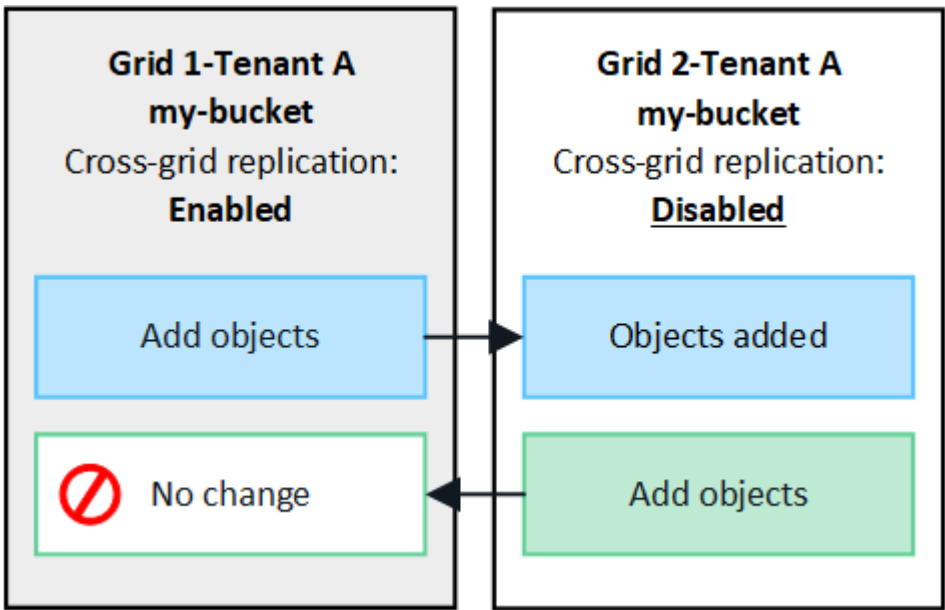 Grid 1-Tenant A
my-bucket
Cross-grid replication:
Enabled
Add objects
No change
Grid 2-Tenant A
my-bucket
Cross-grid replication:
Disabled
Objects added
Add objects